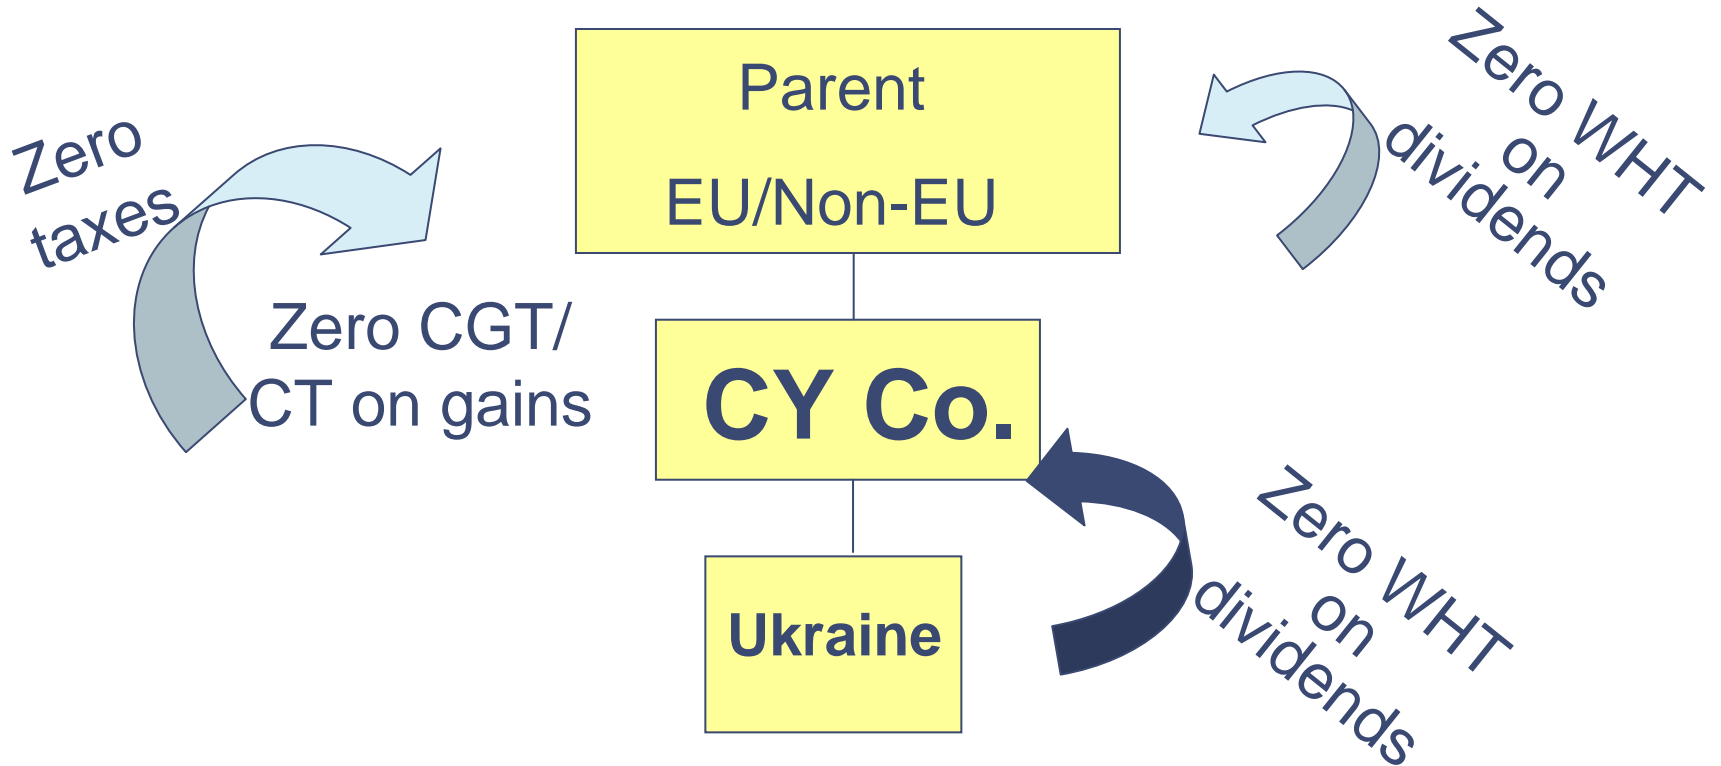 Parent
EU/Non-EU
Zero
taxes
Zero WHT
on
dividends
Zero CGT/
CT on gains
CY Co.
Ukraine
Zero WHT
on
dividends